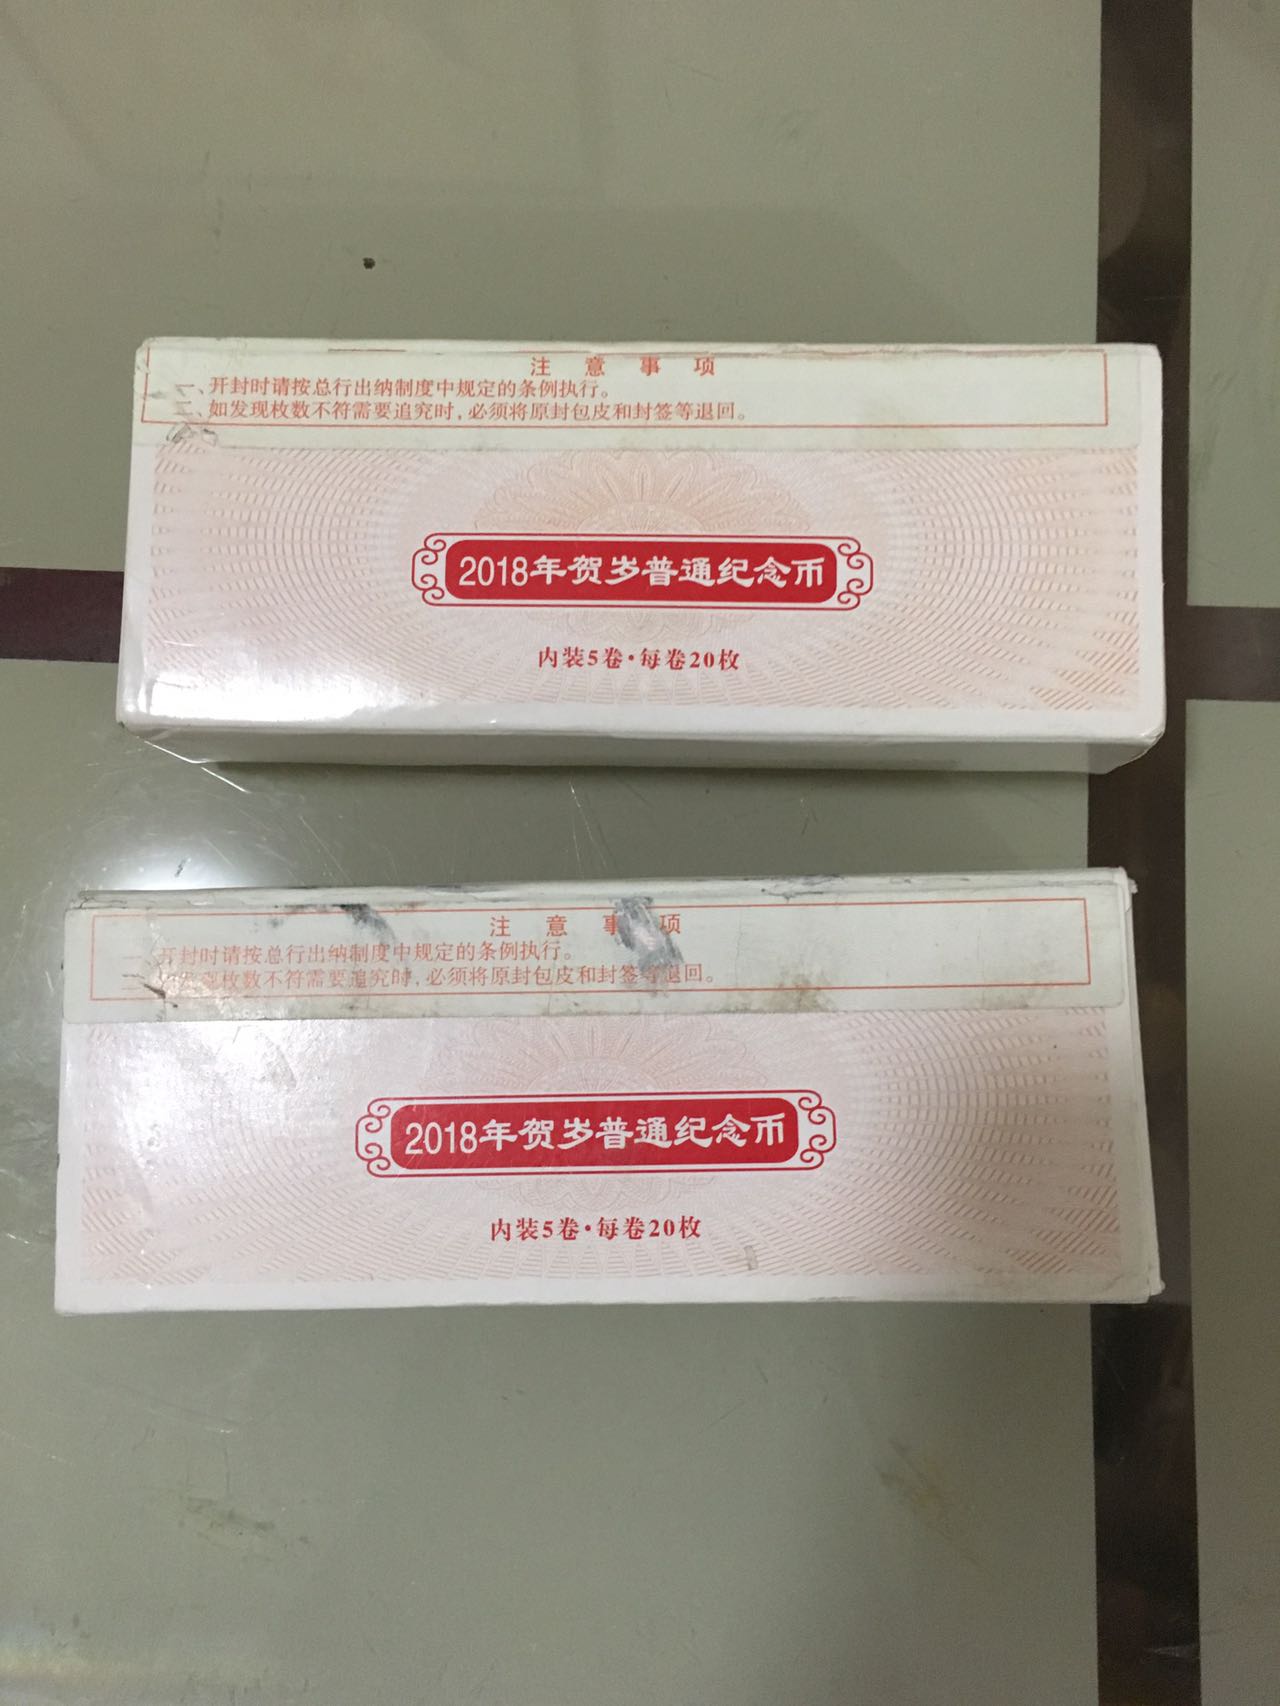 注意事项
一、开封时请按总行出纳制度中规定的条例执行。
二、如发现枚数不符需要追究时,必须将原封包皮和封签等退回。
2018年贺岁普通纪念币
内装5卷·每卷20枚
注意事项
一、开封时请按总行出纳制度中规定的条例执行。
二、如发现枚数不符需要追究时,必须将原封包皮和封签等退回。
2018年贺岁普通纪念币
内装5卷·每卷20枚